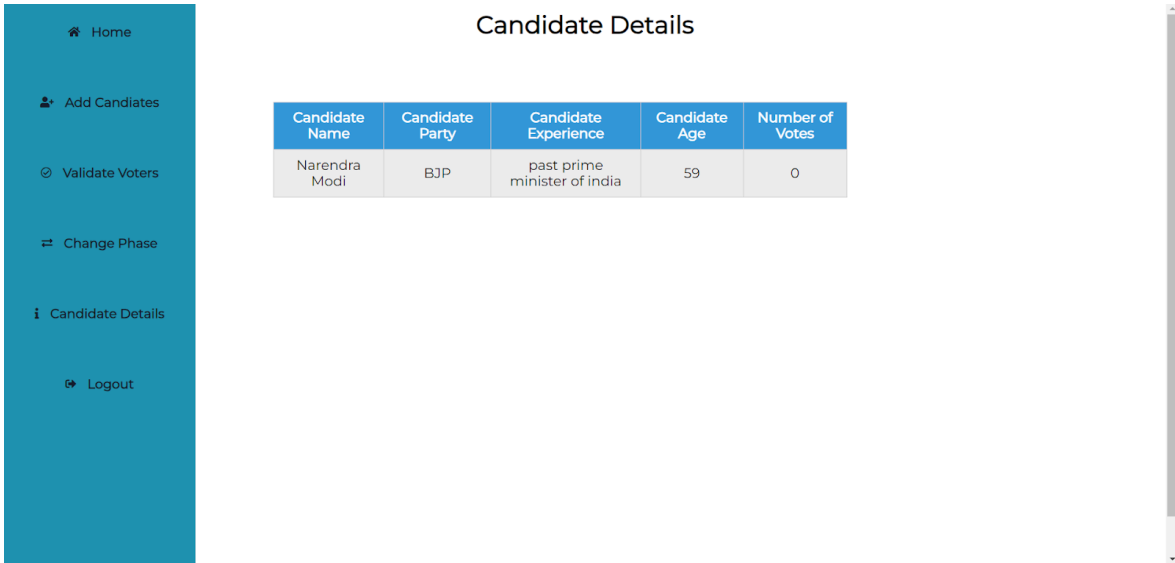 Home
Add Candiates
Validate Voters
Change Phase
Candidate Details
Logout
Candidate Details
Candidate Name Candidate Party Candidate Experience Candidate Age Number of Votes
Narendra Modi BJP past prime minister of india 59 0